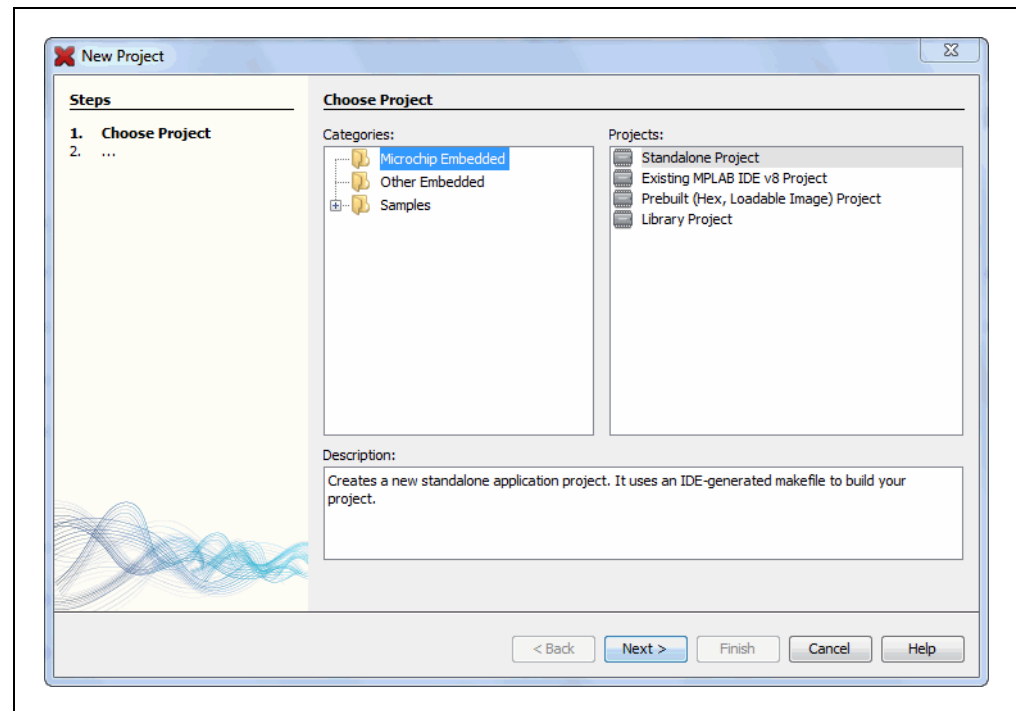 New Project
Steps
1. Choose Project
2. ...
Choose Project
Categories:
Microchip Embedded
Other Embedded
Samples
Projects:
Standalone Project
Existing MPLAB IDE v8 Project
Prebuilt (Hex, Loadable Image) Project
Library Project
Description:
Creates a new standalone application project. It uses an IDE-generated makefile to build your
project.
< Back
Next >
Finish
Cancel
Help